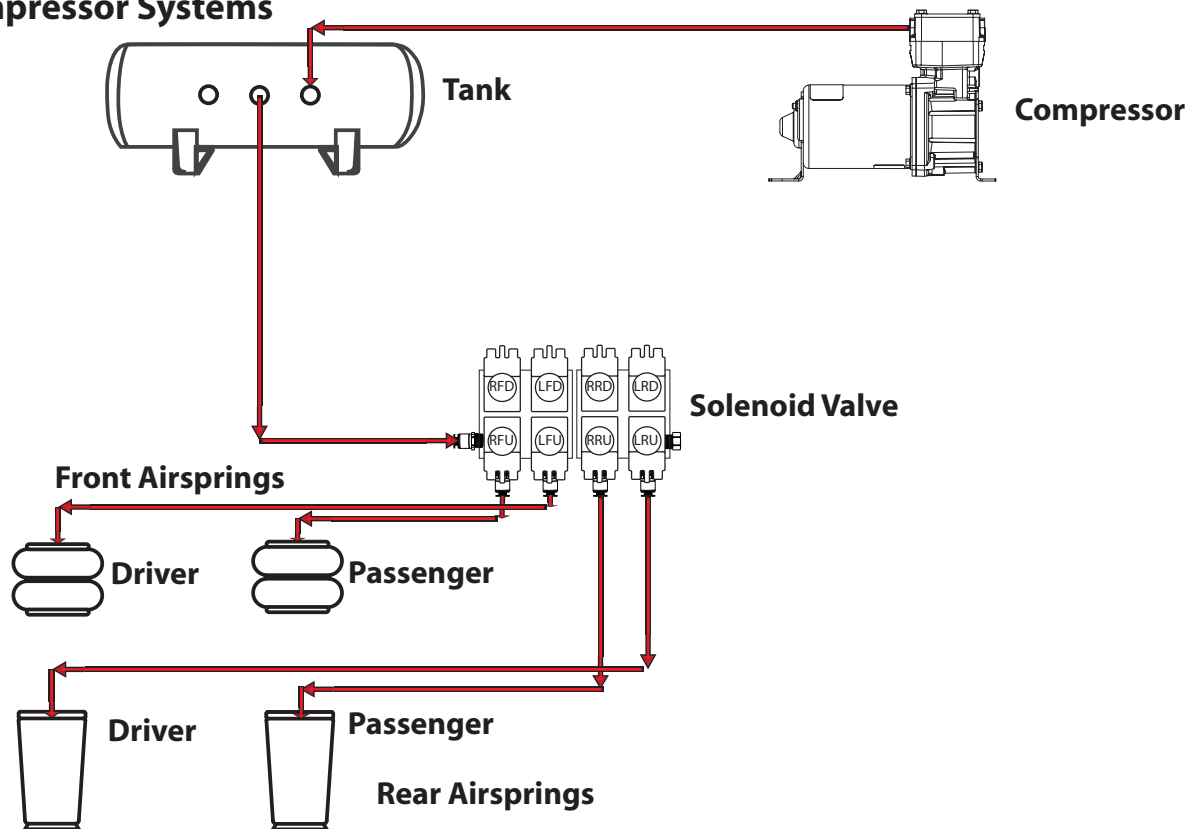 mpressor Systems
Tank
Compressor
RFD LFD RRD LRD
Solenoid Valve
RFU LFU RRU LRU
Front Airsprings
Driver
Passenger
Driver
Passenger
Rear Airsprings